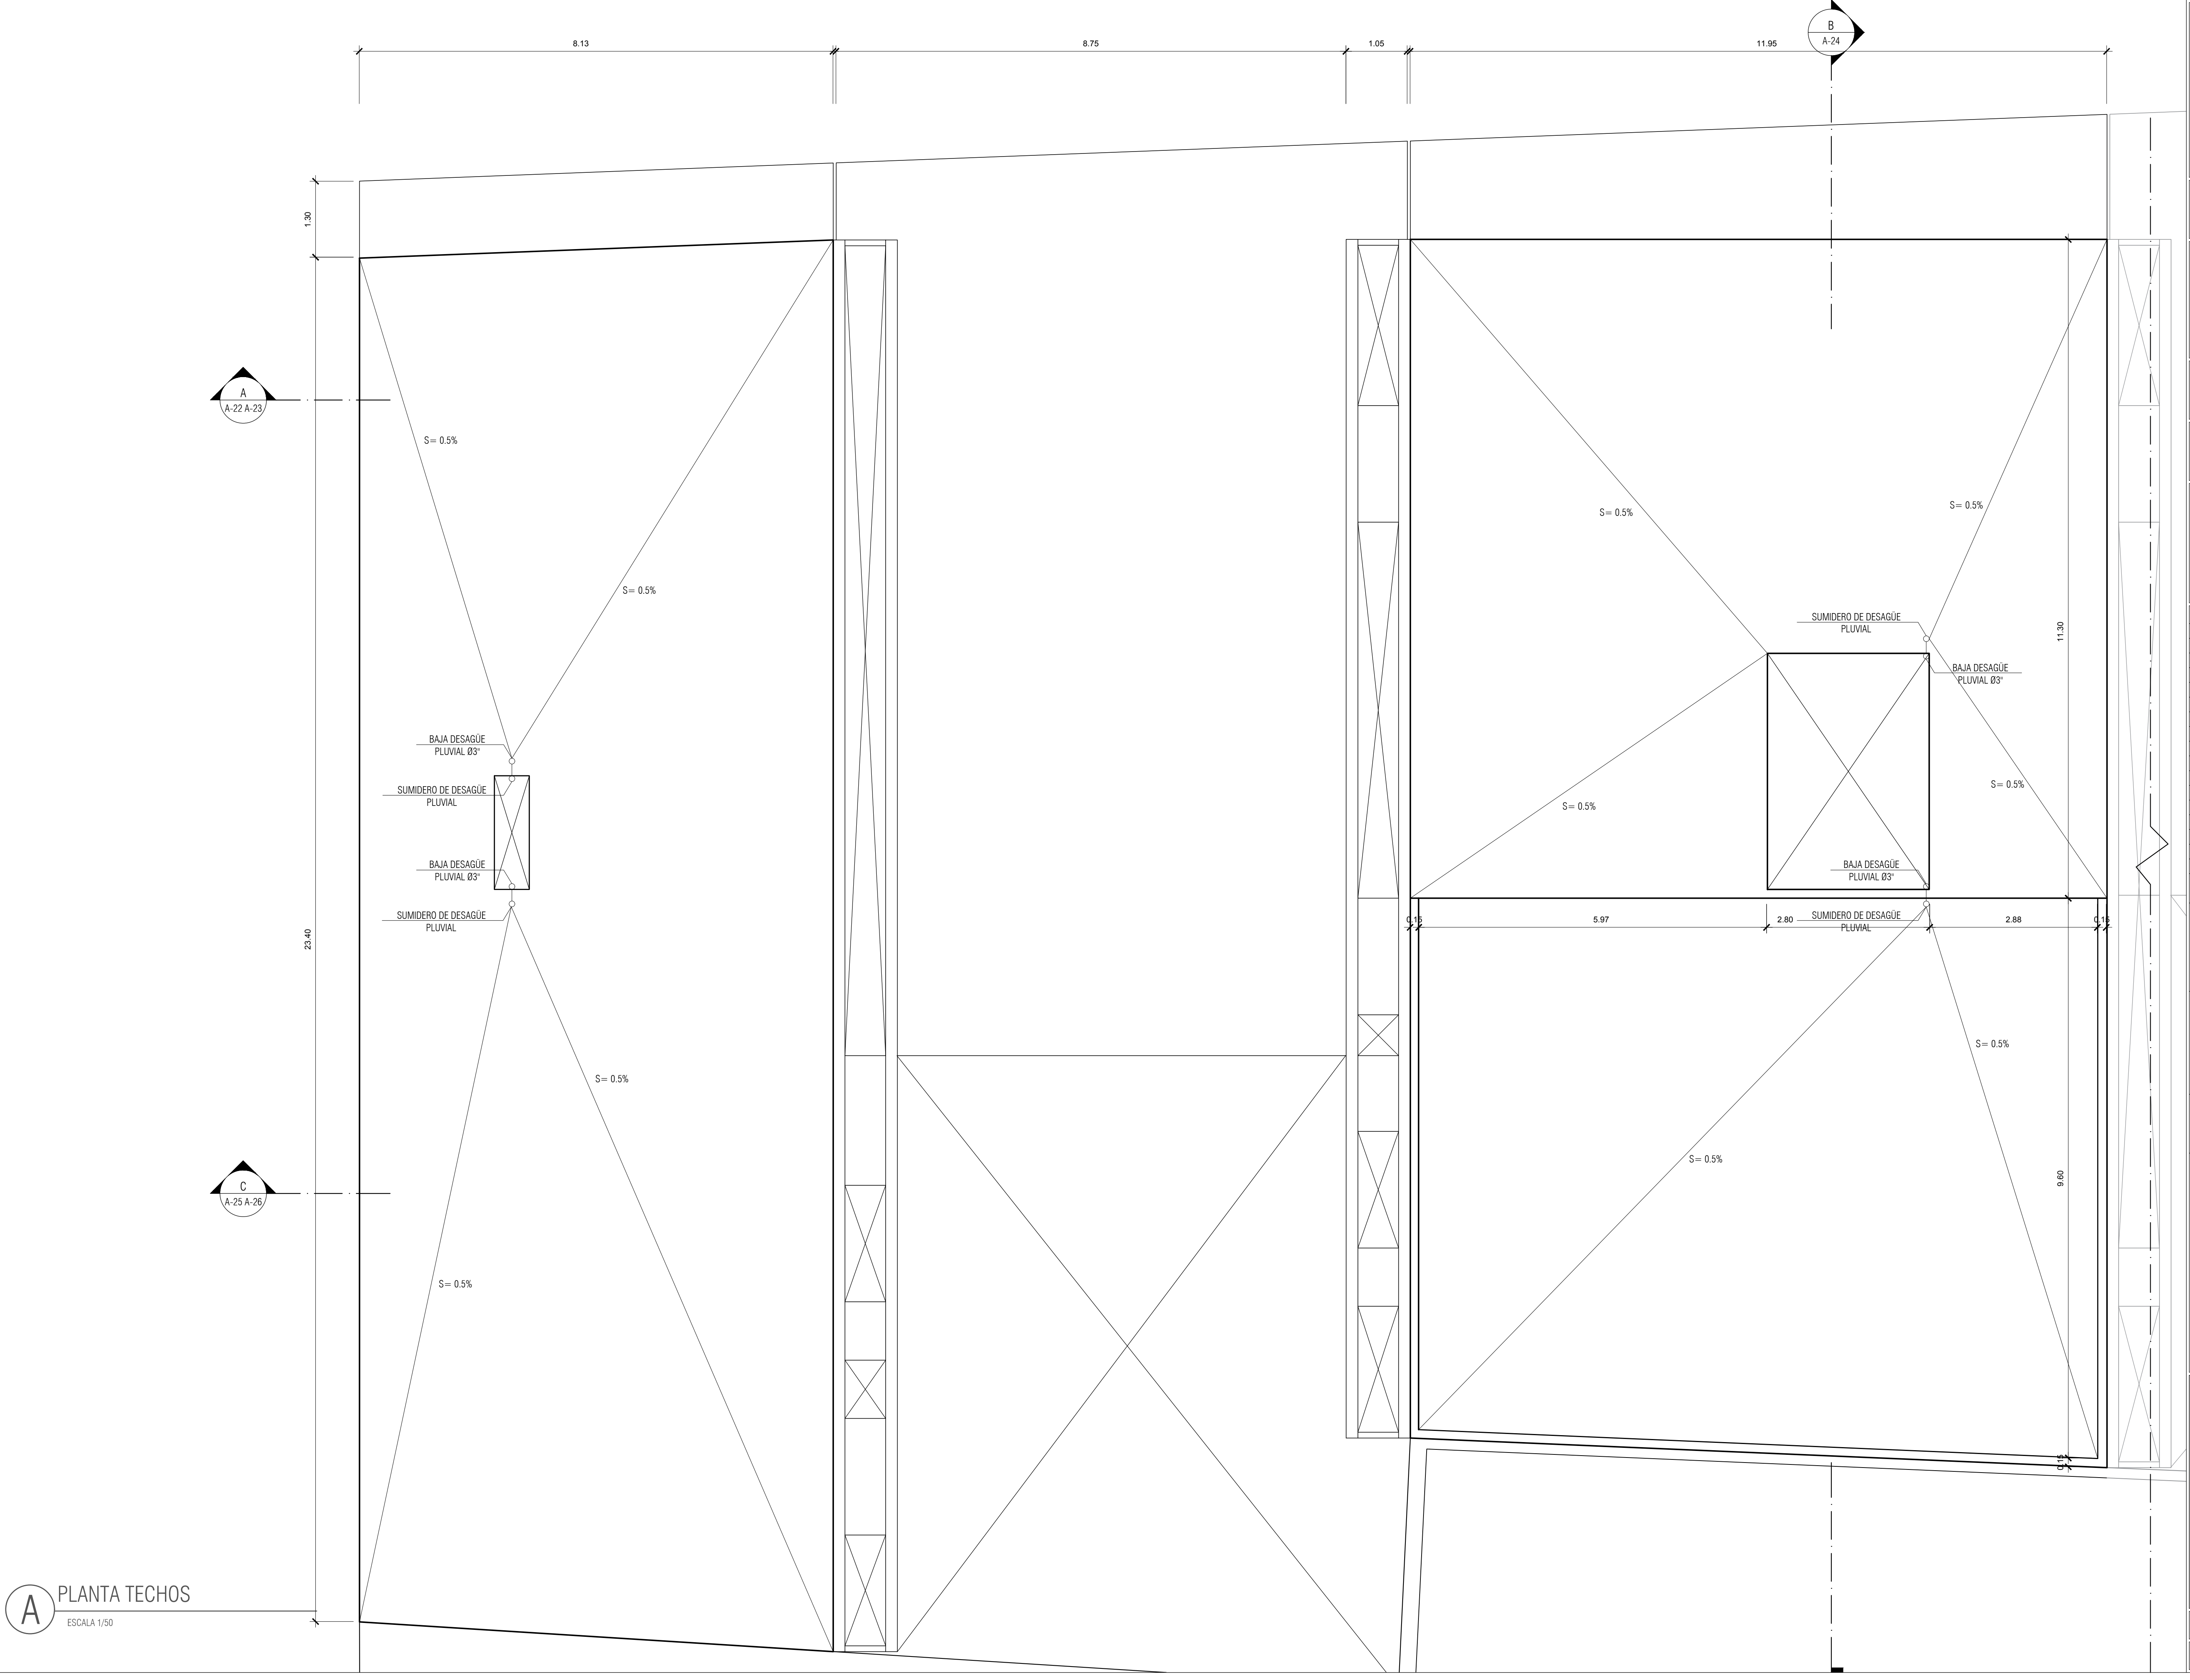 B
A-24
8.13
8.75
1.05
11.95
1.30
A
A-22 A-23
S= 0.5%
S= 0.5%
S= 0.5%
S= 0.5%
SUMIDERO DE DESAGÜE
PLUVIAL
11.30
BAJA DESAGÜE
PLUVIAL Ø3"
BAJA DESAGÜE
PLUVIAL Ø3"
S= 0.5%
SUMIDERO DE DESAGÜE
PLUVIAL
S= 0.5%
BAJA DESAGÜE
PLUVIAL Ø3"
BAJA DESAGÜE
PLUVIAL Ø3"
SUMIDERO DE DESAGÜE
PLUVIAL
0.15
5.97
2.80
SUMIDERO DE DESAGÜE
PLUVIAL
2.88
0.15
23.40
S= 0.5%
S= 0.5%
S= 0.5%
9.60
C
A-25 A-26
S= 0.5%
0.15
A
PLANTA TECHOS
ESCALA 1/50